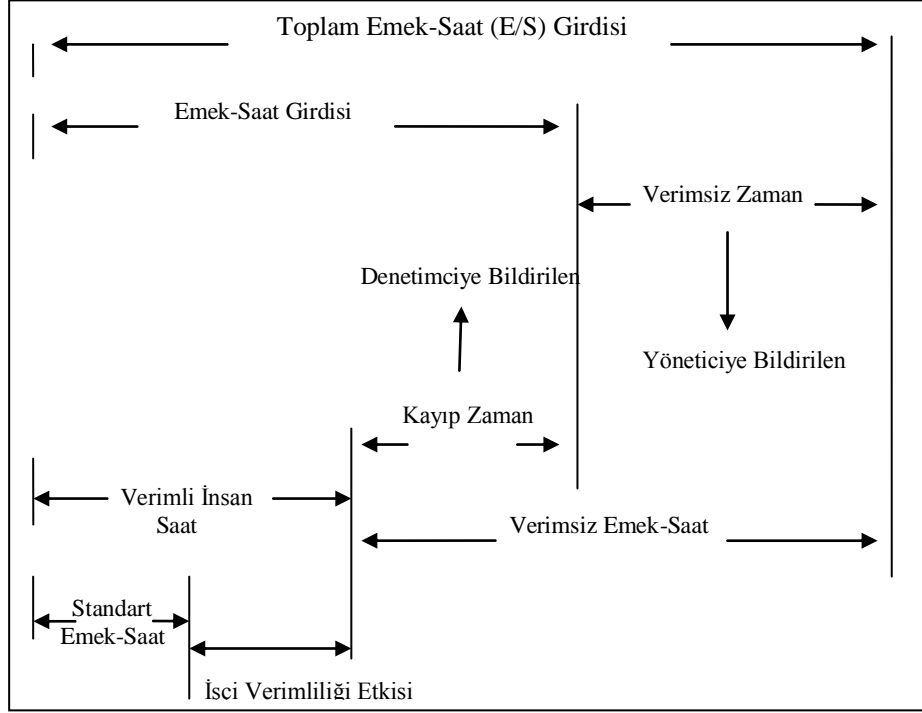 Toplam Emek-Saat (E/S) Girdisi
Emek-Saat Girdisi
Verimsiz Zaman
Denetimciye Bildirilen
Yöneticiye Bildirilen
Kayıp Zaman
Verimli İnsan
Saat
Verimsiz Emek-Saat
Standart
Emek-Saat
İşçi Verimliliği Etkisi